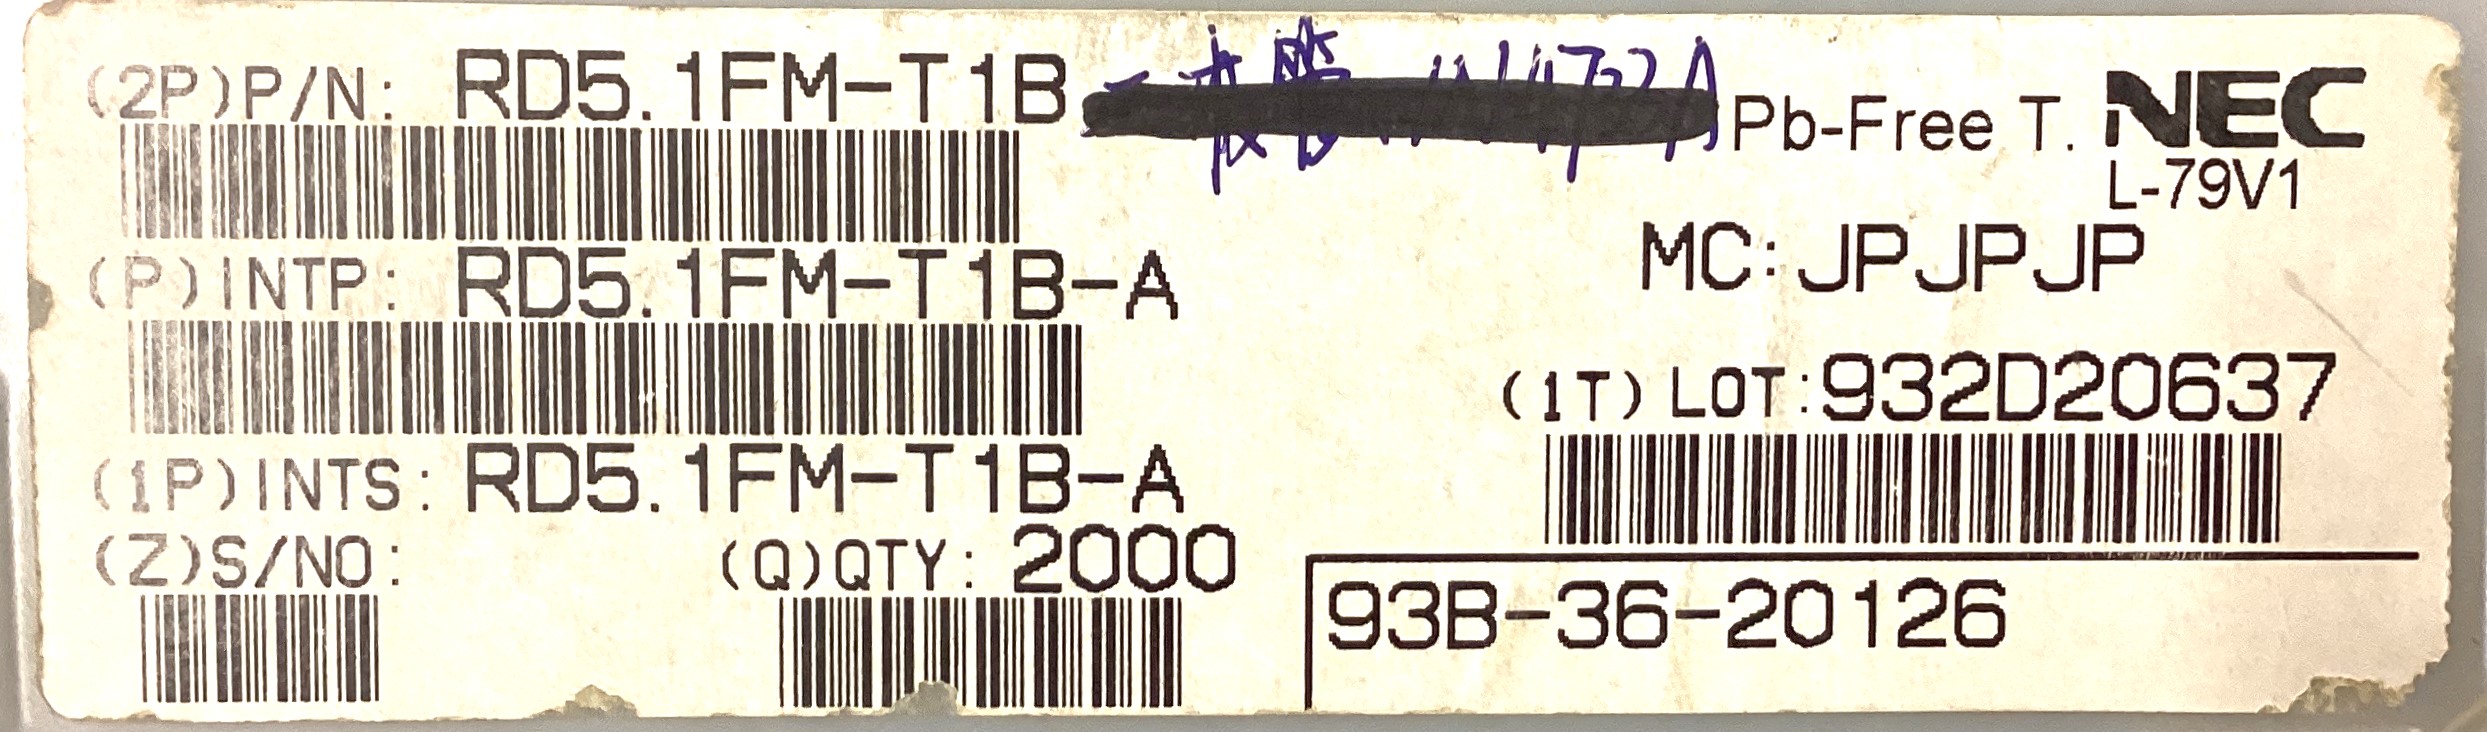 (2P)P/N: RD5.1FM-T1B
Pb-Free T. NEC
L-79V1
(P)INTP: RD5.1FM-T1B-A
MC: JPJPJP
(1T) LOT:932D20637
(1P)INTS: RD5.1FM-T1B-A
(Z)S/NO:
(Q)QTY: 2000
93B-36-20126